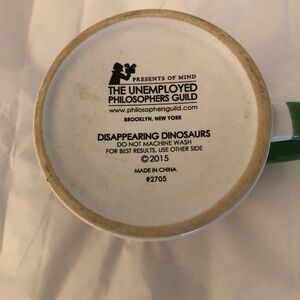 PRESENTS OF MIND
THE UNEMPLOYED
PHILOSOPHERS GUILD
www.philosophersguild.com
BROOKLYN, NEW YORK
DISAPPEARING DINOSAURS
DO NOT MACHINE WASH
FOR BEST RESULTS, USE OTHER SIDE
©2015
MADE IN CHINA
#2705